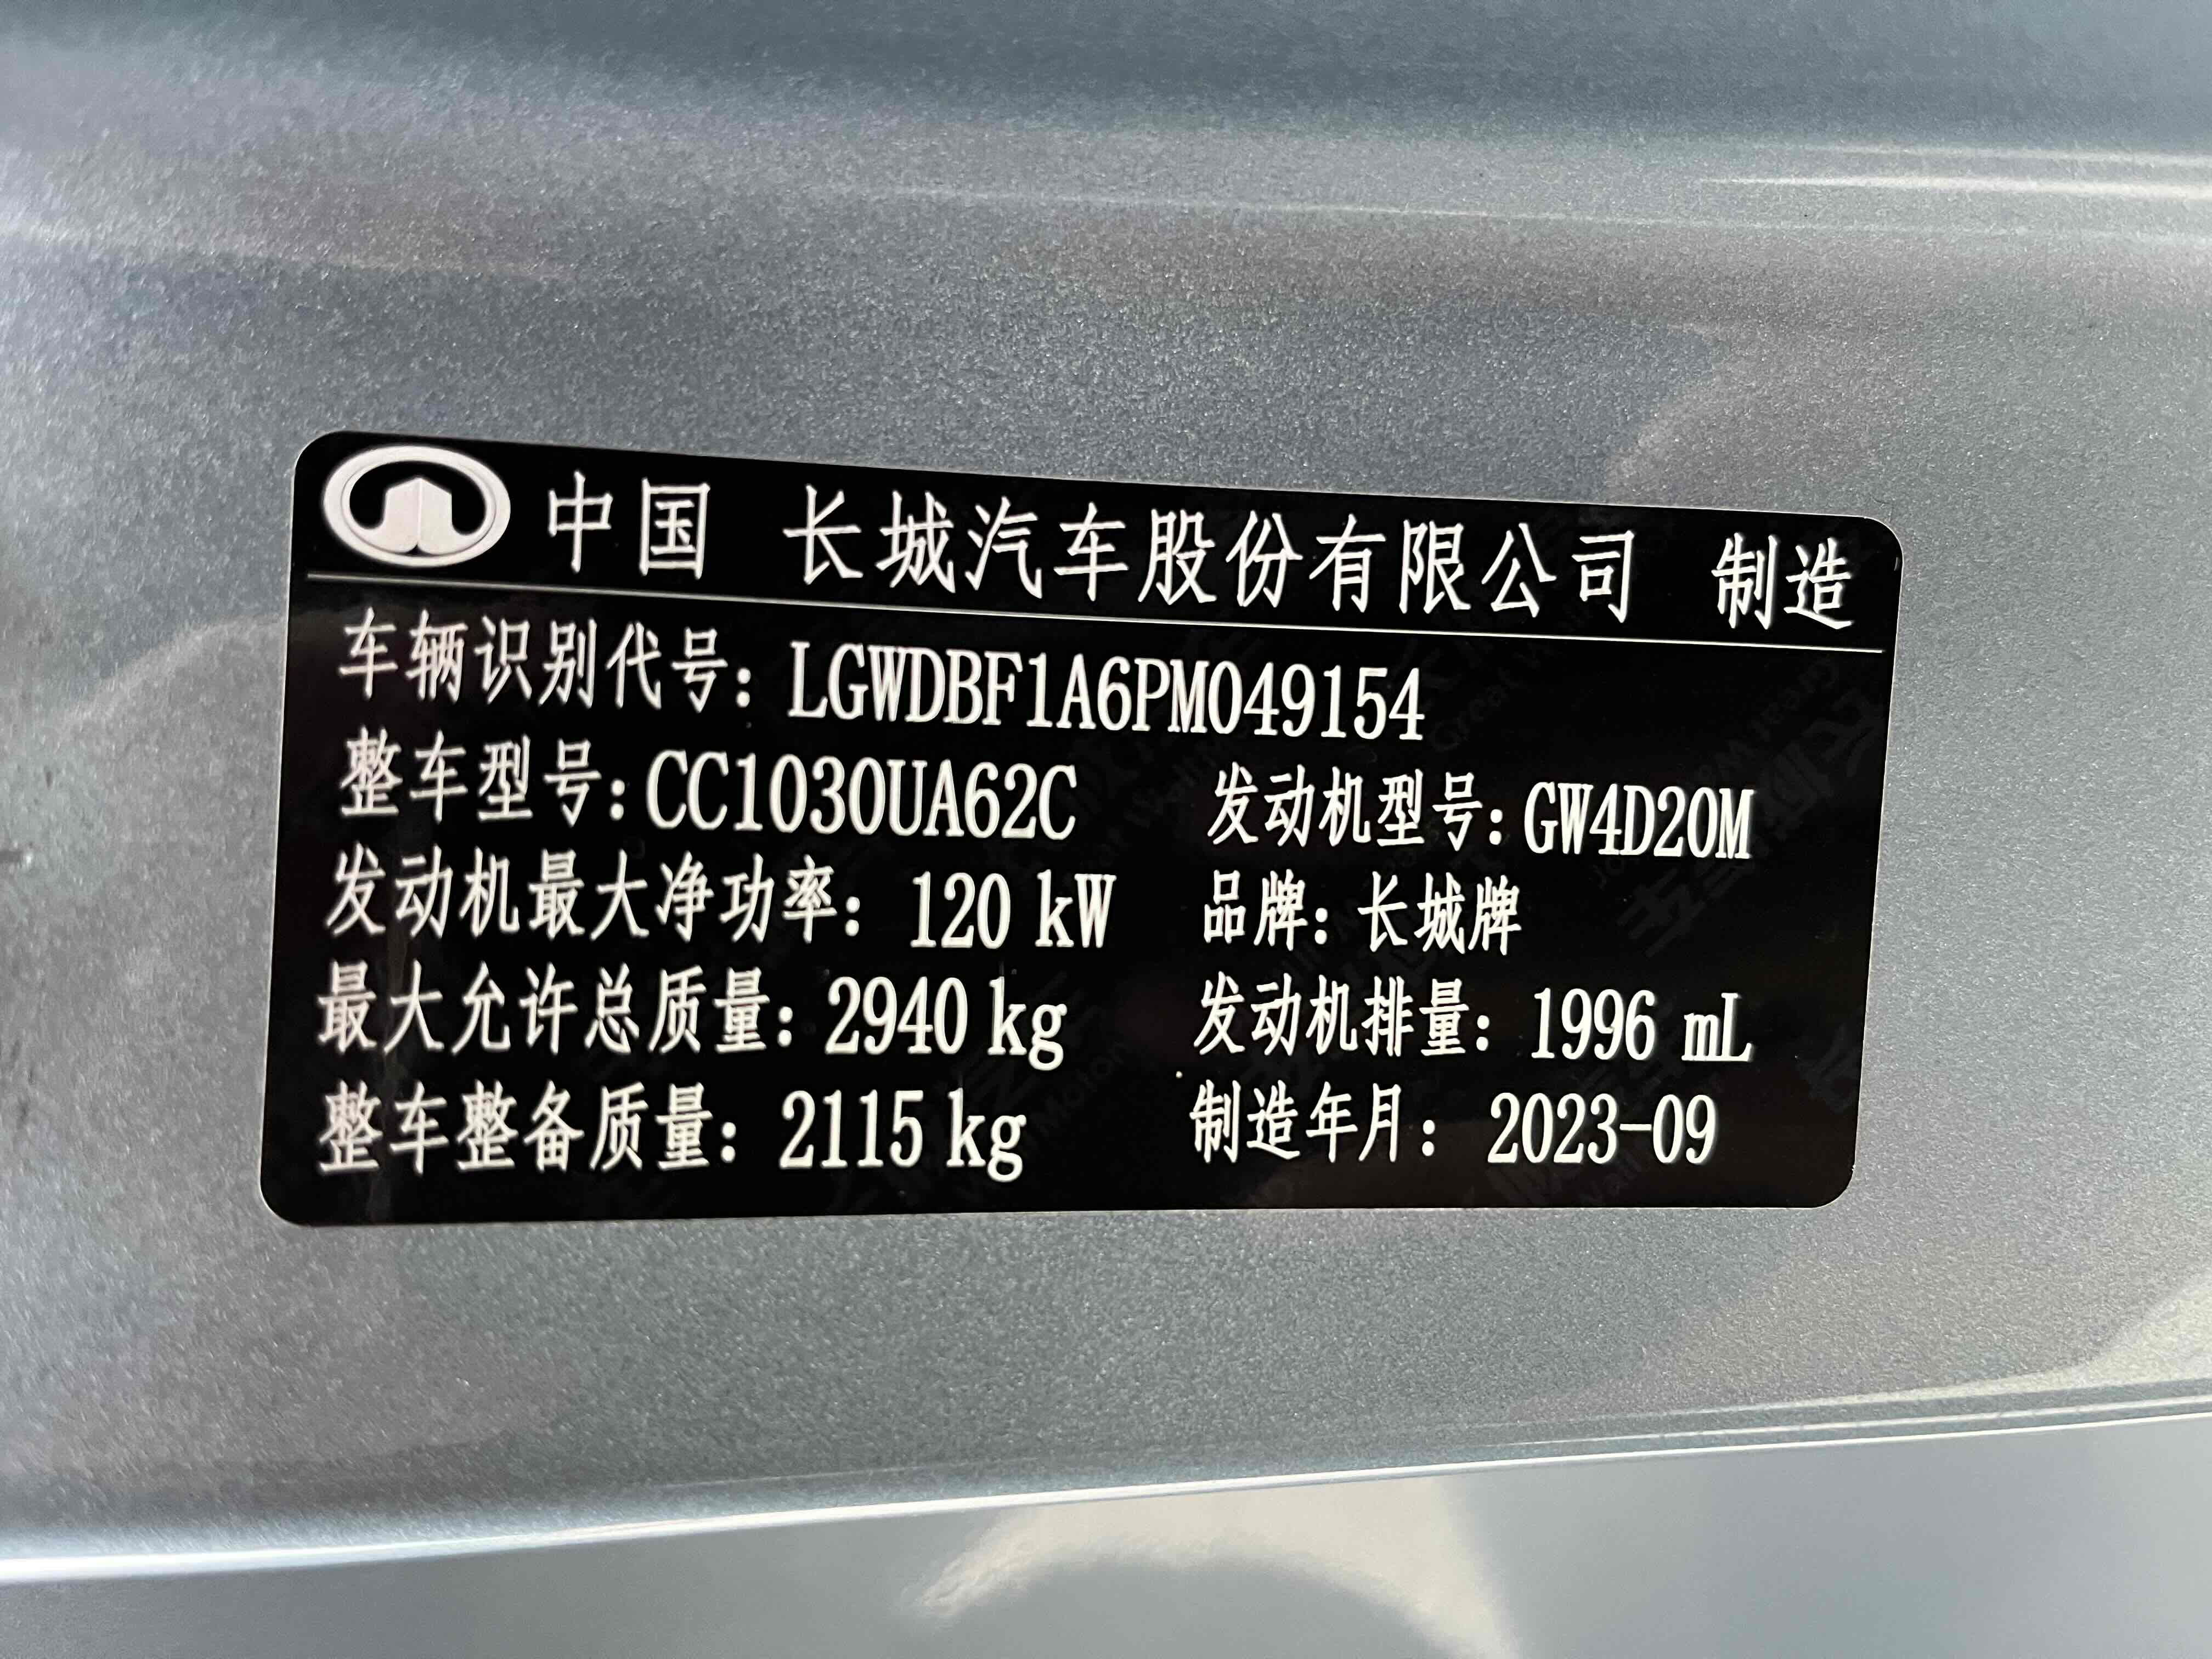 中国 长城汽车股份有限公司 制造
车辆识别代号：LGWDBF1A6PM049154
整车型号：CC1030UA62C 发动机型号：GW4D20M
发动机最大净功率：120 kW 品牌：长城牌
最大允许总质量：2940 kg 发动机排量：1996 mL
整车整备质量：2115 kg 制造年月：2023-09